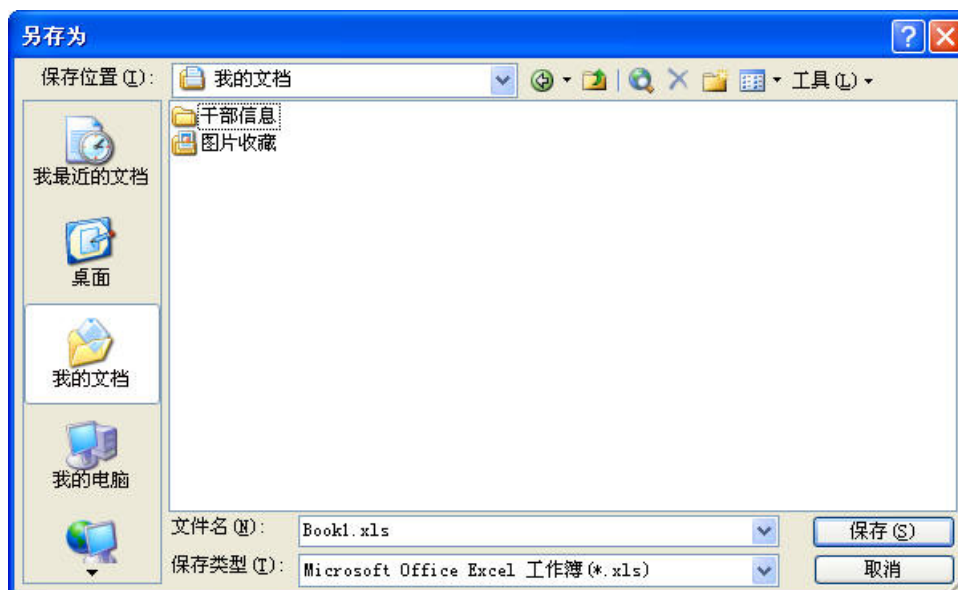 另存为
保存位置(I):
我的文档
工具(L)
我最近的文档
桌面
我的文档
我的电脑
干部信息
图片收藏
文件名(N):
Book1.xls
保存(S)
保存类型(T):
Microsoft Office Excel 工作簿(*.xls)
取消